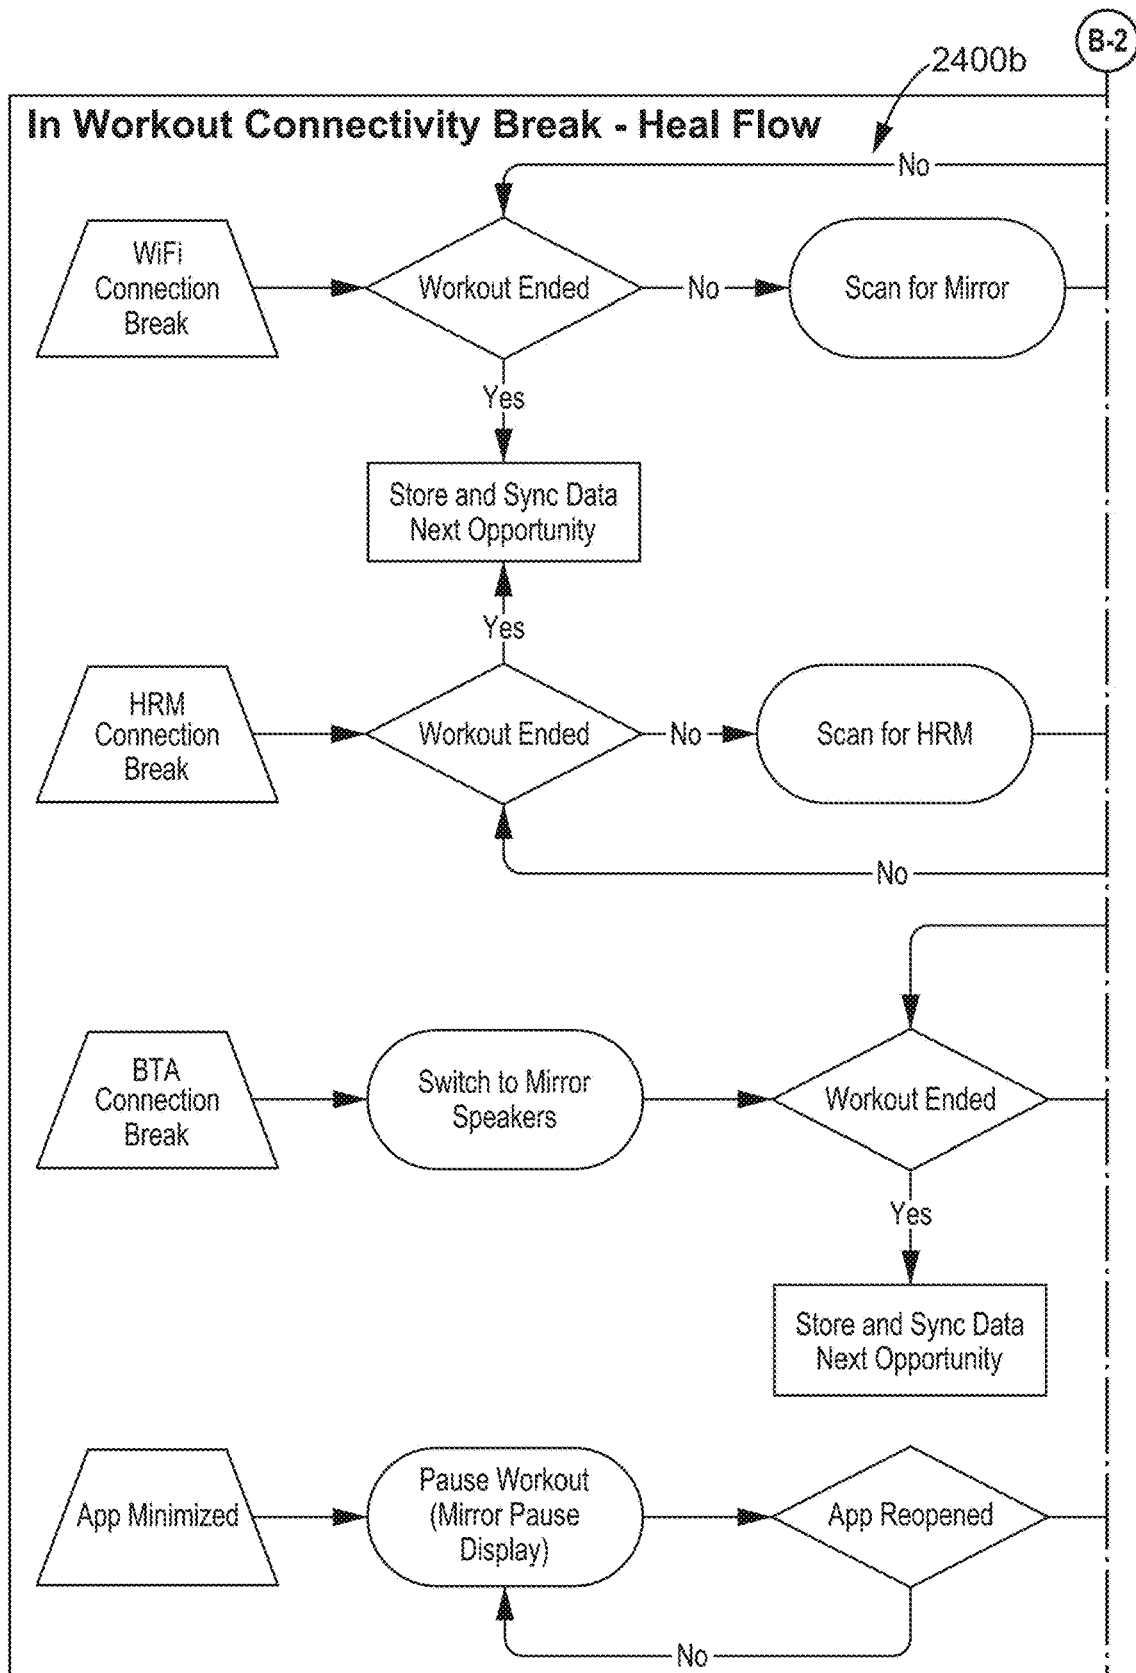 B-2
2400b
In Workout Connectivity Break - Heal Flow
No
WiFi
Connection
Break
Workout Ended
No
Scan for Mirror
Yes
Store and Sync Data
Next Opportunity
Yes
HRM
Connection
Break
Workout Ended
No
Scan for HRM
No
BTA
Connection
Break
Switch to Mirror
Speakers
Workout Ended
Yes
Store and Sync Data
Next Opportunity
App Minimized
Pause Workout
(Mirror Pause
Display)
App Reopened
No